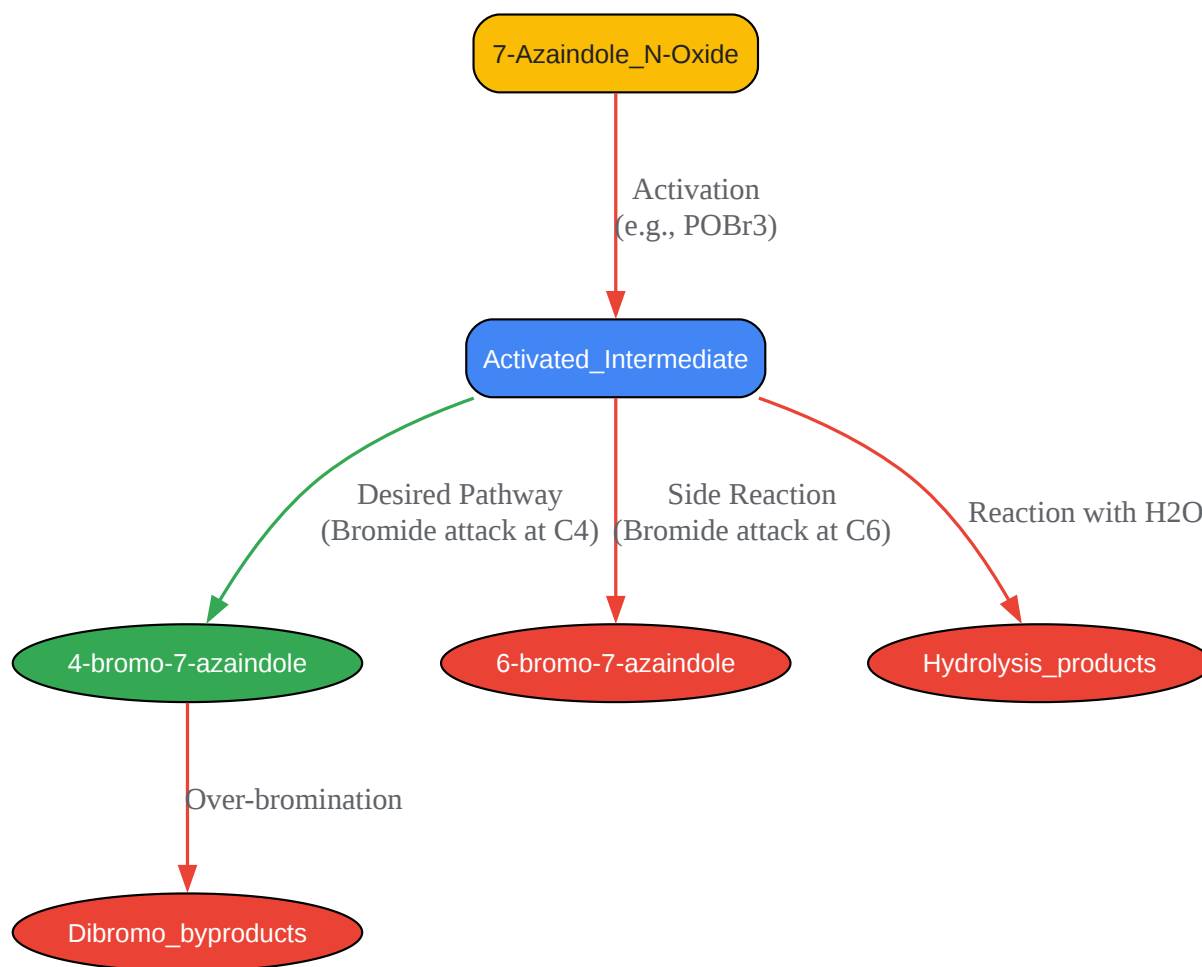 7-Azaindole_N-Oxide
Activation
(e.g., POBr3)
Activated_Intermediate
Desired Pathway
(Bromide attack at C4)
Side Reaction
(Bromide attack at C6)
Reaction with H2O
4-bromo-7-azaindole
6-bromo-7-azaindole
Hydrolysis_products
Over-bromination
Dibromo_byproducts